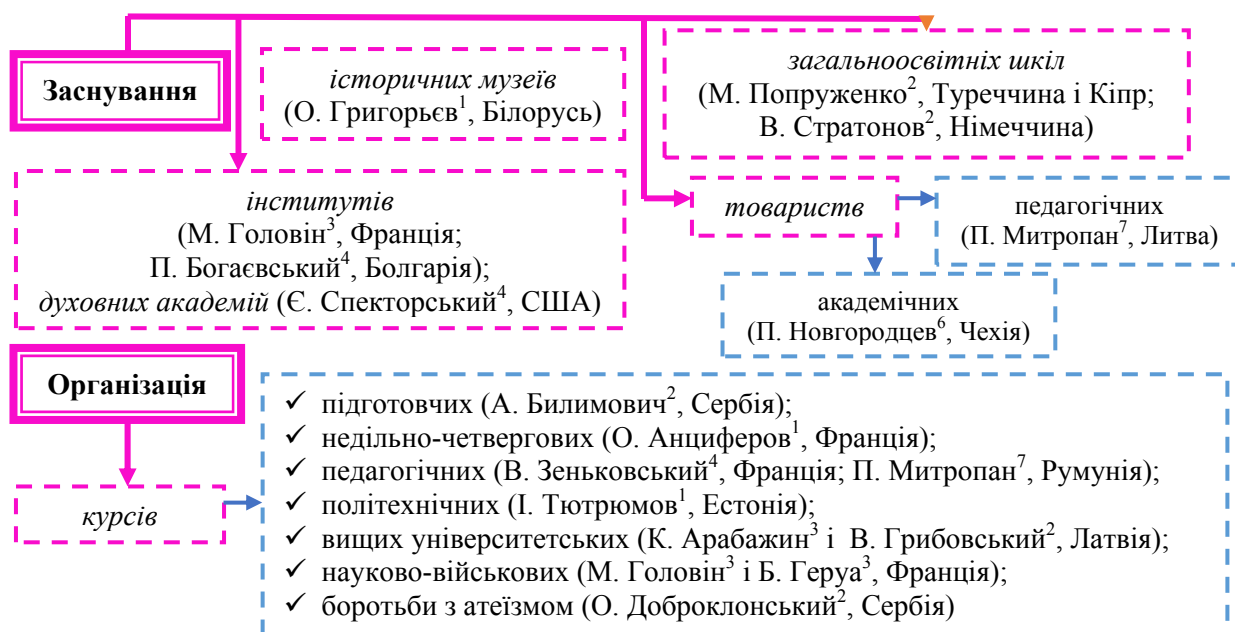 Заснування
історичних музеїв
(О. Григорьєв¹, Білорусь)
загальноосвітніх шкіл
(М. Попруженко², Туреччина і Кіпр;
В. Стратонов², Німеччина)
інститутів
(М. Головін³, Франція;
П. Богаєвський⁴, Болгарія);
духовних академій (Є. Спекторський⁴, США)
товариств
педагогічних
(П. Митропан⁷, Литва)
академічних
(П. Новгородцев⁶, Чехія)
Організація
курсів
✓ підготовчих (А. Билимович², Сербія);
✓ недільно-четвергових (О. Анциферов¹, Франція);
✓ педагогічних (В. Зеньковський⁴, Франція; П. Митропан⁷, Румунія);
✓ політехнічних (І. Тютрюмов¹, Естонія);
✓ вищих університетських (К. Арабажин³ і В. Грибовський², Латвія);
✓ науково-військових (М. Головін³ і Б. Геруа³, Франція);
✓ боротьби з атеїзмом (О. Доброклонський², Сербія)